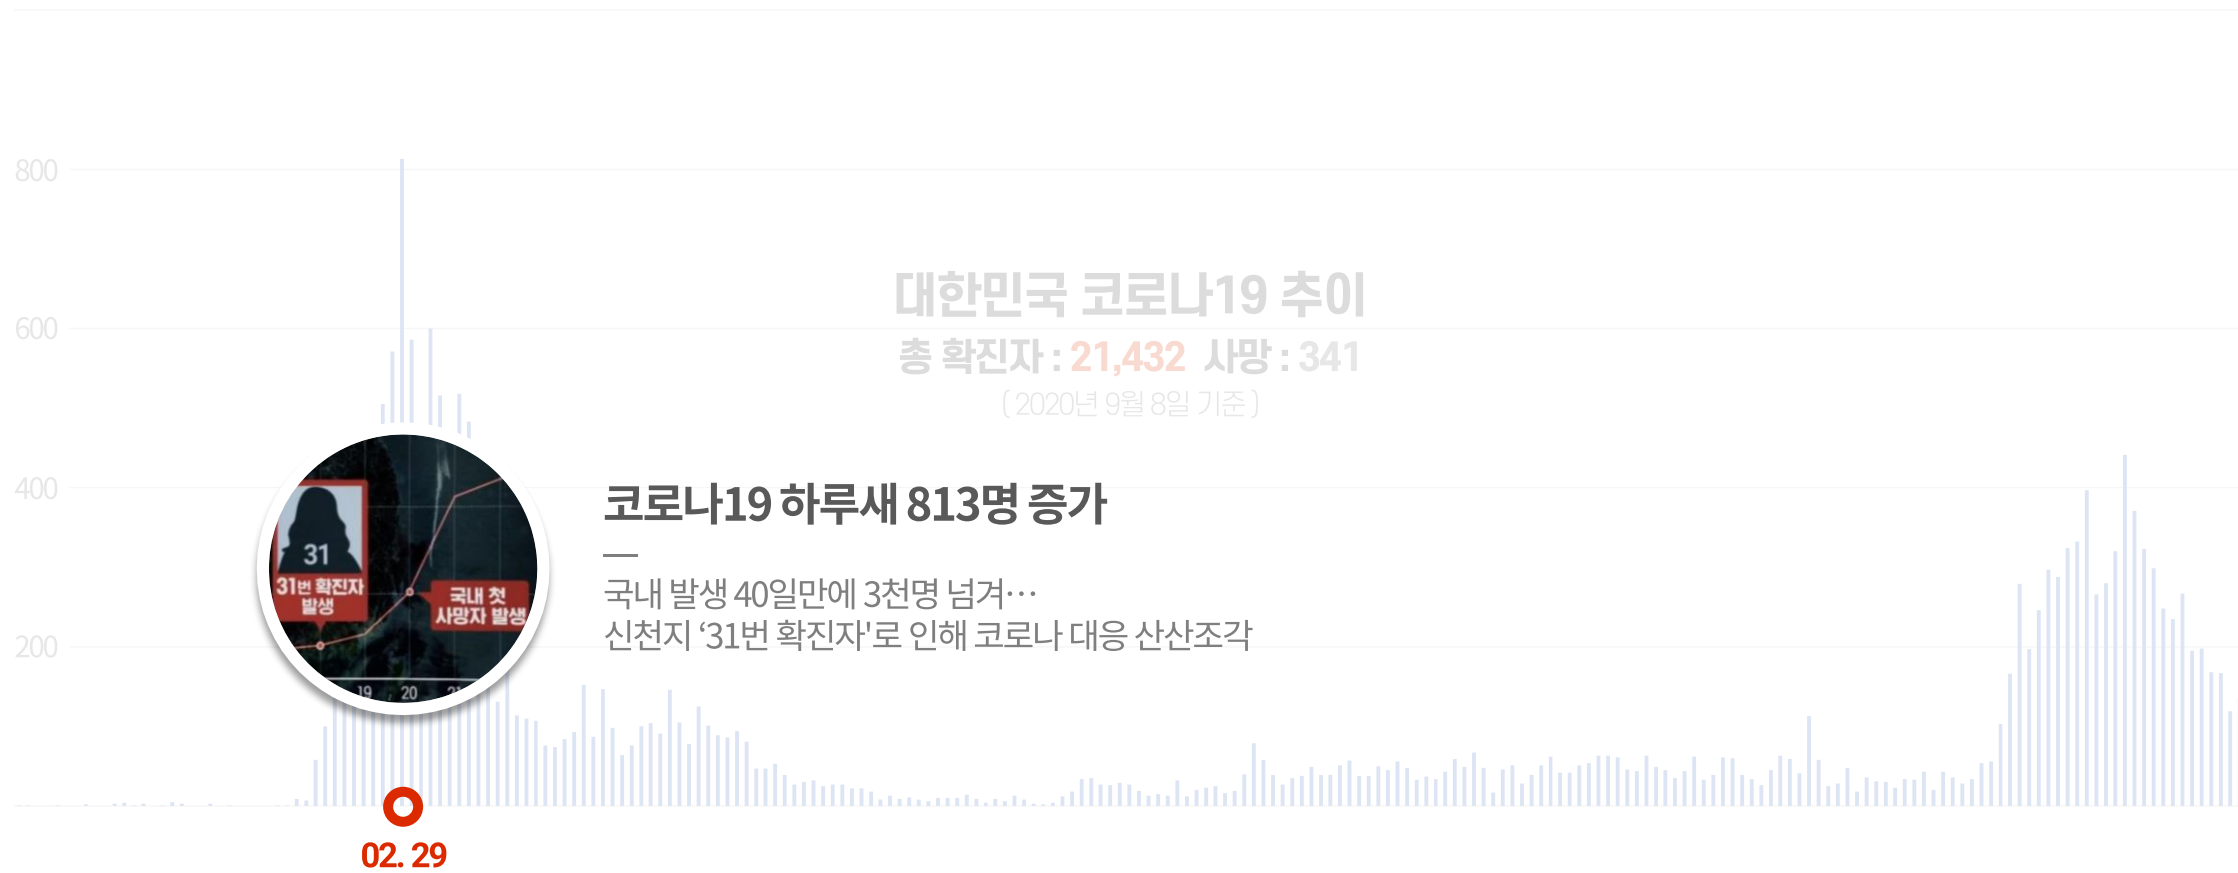 800
600
400
200
대한민국 코로나19 추이
총 확진자 : 21,432 사망 : 341
( 2020년 9월 8일 기준 )
코로나19 하루새 813명 증가
국내 발생 40일만에 3천명 넘겨…
신천지 ‘31번 확진자'로 인해 코로나 대응 산산조각
31
31번 확진자
발생
국내 첫
사망자 발생
19 20 21
02. 29